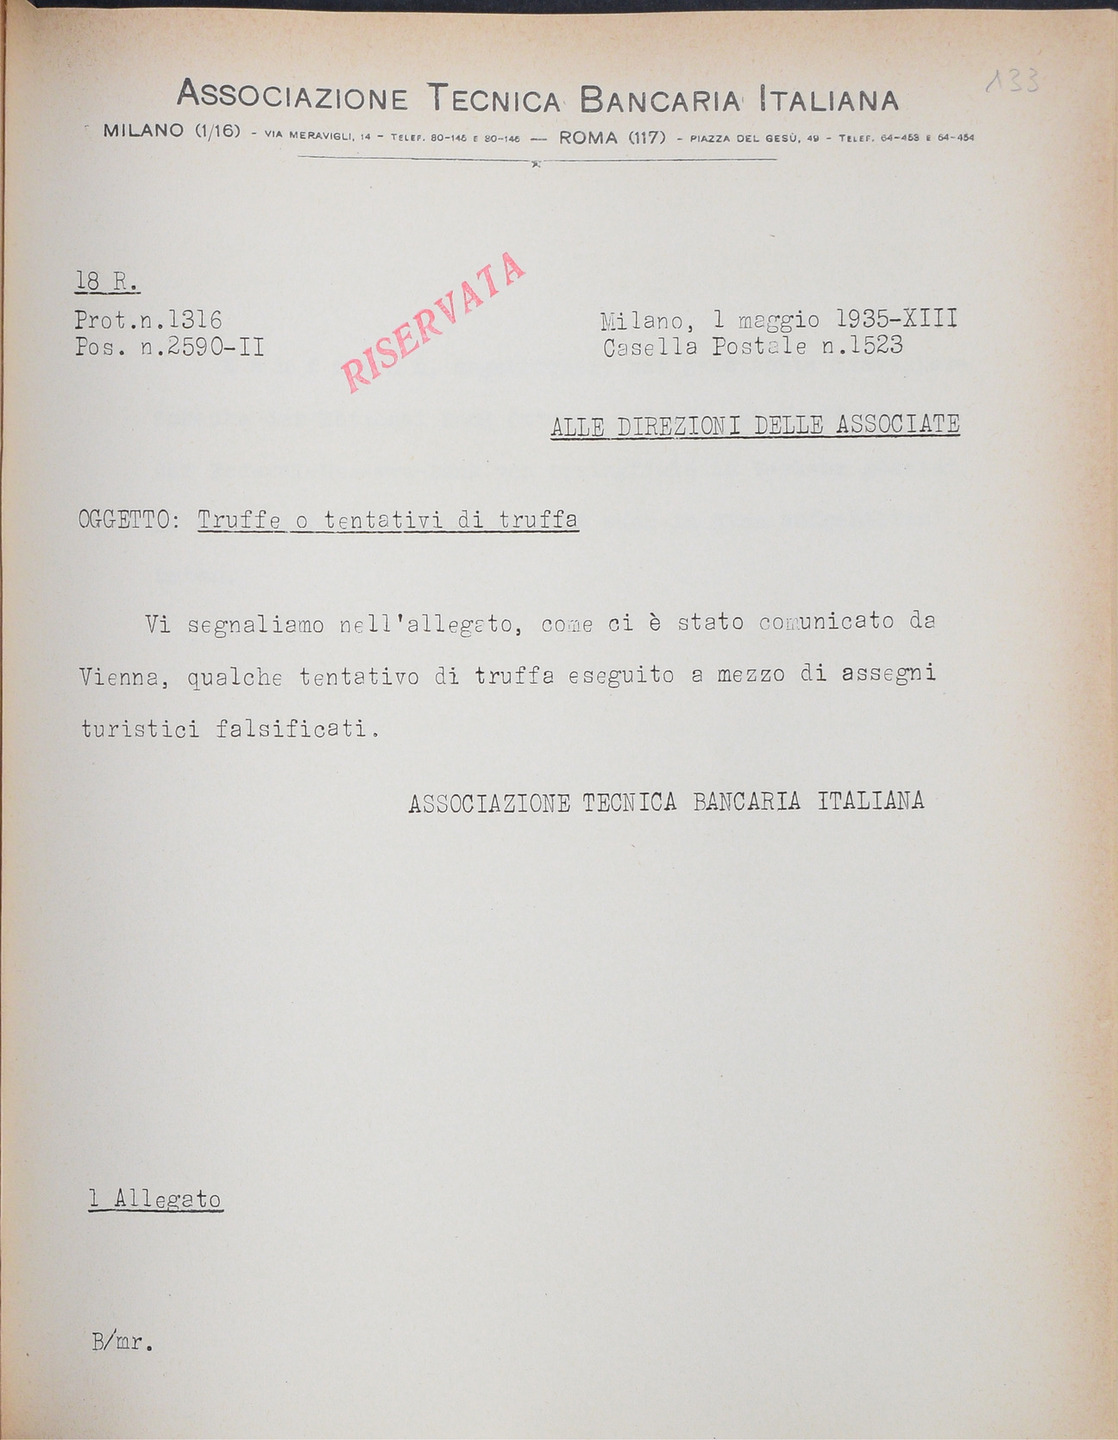 133
ASSOCIAZIONE TECNICA BANCARIA ITALIANA
MILANO (1/16) - VIA MERAVIGLI, 14 - TELEF. 80-145 E 80-146 — ROMA (117) - PIAZZA DEL GESÙ, 49 - TELEF. 64-453 E 64-454
18 R.
RISERVATA
Prot.n.1316
Pos. n.2590-II
Milano, 1 maggio 1935-XIII
Casella Postale n.1523
ALLE DIREZIONI DELLE ASSOCIATE
OGGETTO: Truffe o tentativi di truffa
Vi segnaliamo nell'allegato, come ci è stato comunicato da
Vienna, qualche tentativo di truffa eseguito a mezzo di assegni
turistici falsificati.
ASSOCIAZIONE TECNICA BANCARIA ITALIANA
1 Allegato
B/mr.